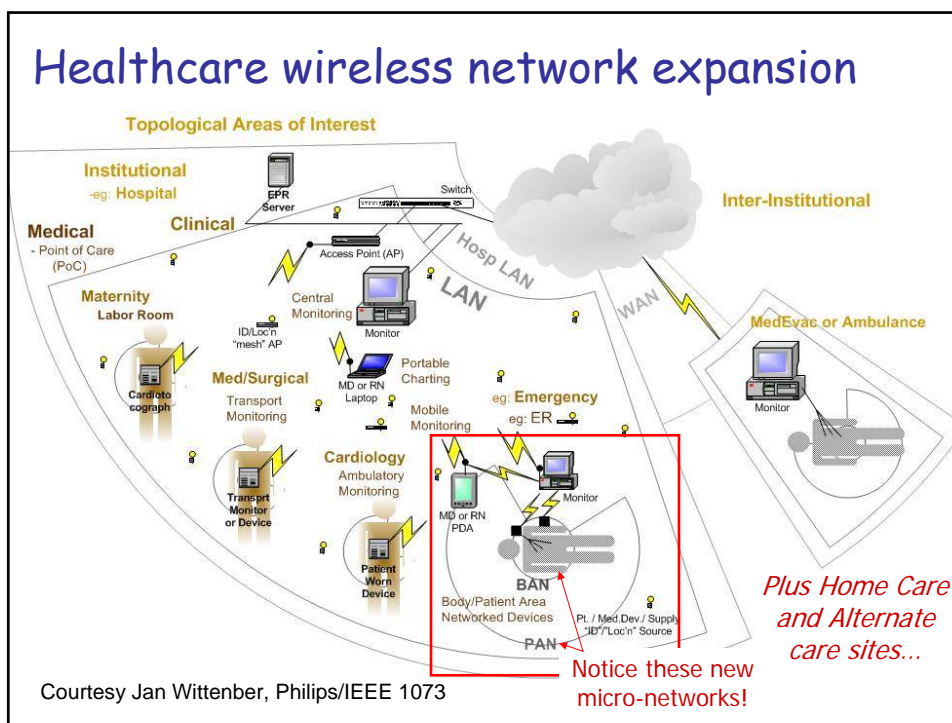 Healthcare wireless network expansion
Topological Areas of Interest
Institutional
-eg: Hospital
EPR
Server
Switch
Inter-Institutional
Medical
- Point of Care
(PoC)
Clinical
Access Point (AP)
Hosp LAN
LAN
WAN
Maternity
Labor Room
ID/Loc'n
"mesh" AP
Central
Monitoring
Monitor
MedEvac or Ambulance
Monitor
Cardioto
cograph
Med/Surgical
Transport
Monitoring
MD or RN
Laptop
Portable
Charting
Mobile
Monitoring
eg: Emergency
eg: ER
Transprt
Monitor
or Device
Cardiology
Ambulatory
Monitoring
Patient
Worn
Device
MD or RN
PDA
Monitor
BAN
Body/Patient Area
Networked Devices
Pt. / Med.Dev./ Supply
"ID"/"Loc'n" Source
PAN
Plus Home Care
and Alternate
care sites...
Notice these new
micro-networks!
Courtesy Jan Wittenber, Philips/IEEE 1073